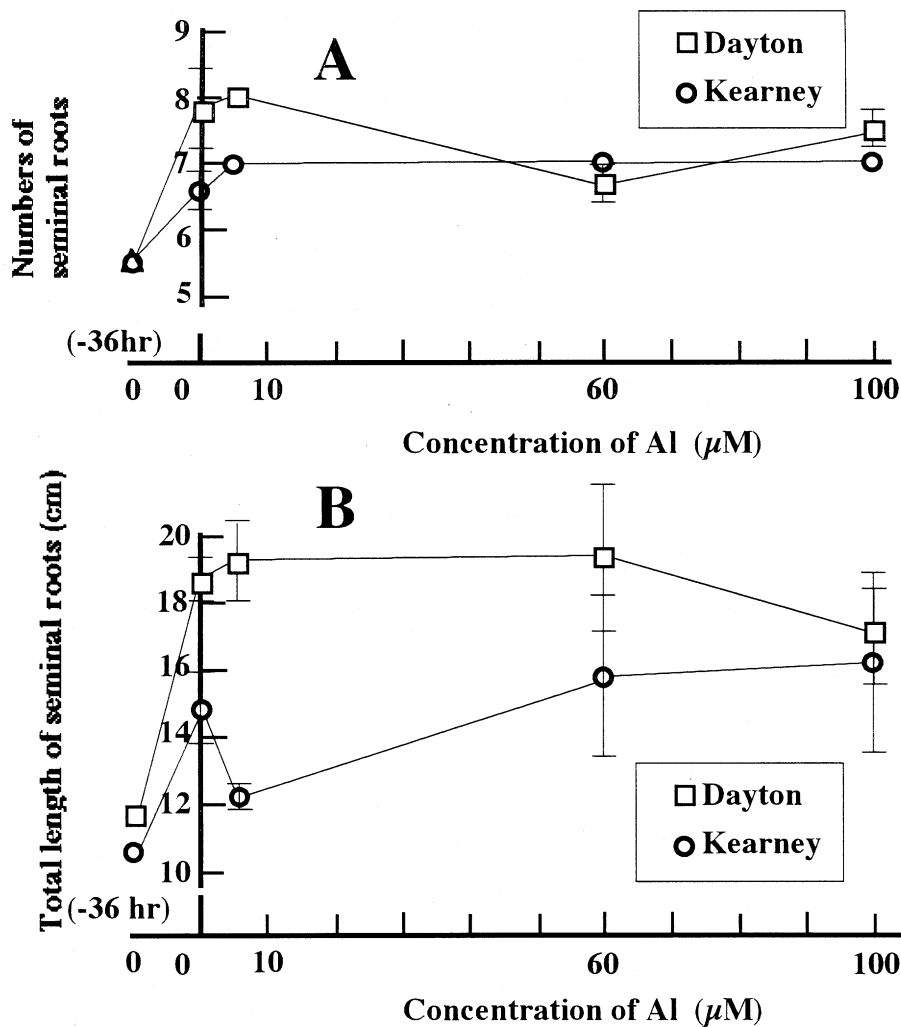 A
Dayton
Kearney
Numbers of
seminal roots
9
8
7
6
5
(-36hr)
0 0 10 60 100
Concentration of Al (µM)
B
Total length of seminal roots (cm)
20
18
16
14
12
10
Dayton
Kearney
(-36 hr)
0 0 10 60 100
Concentration of Al (µM)